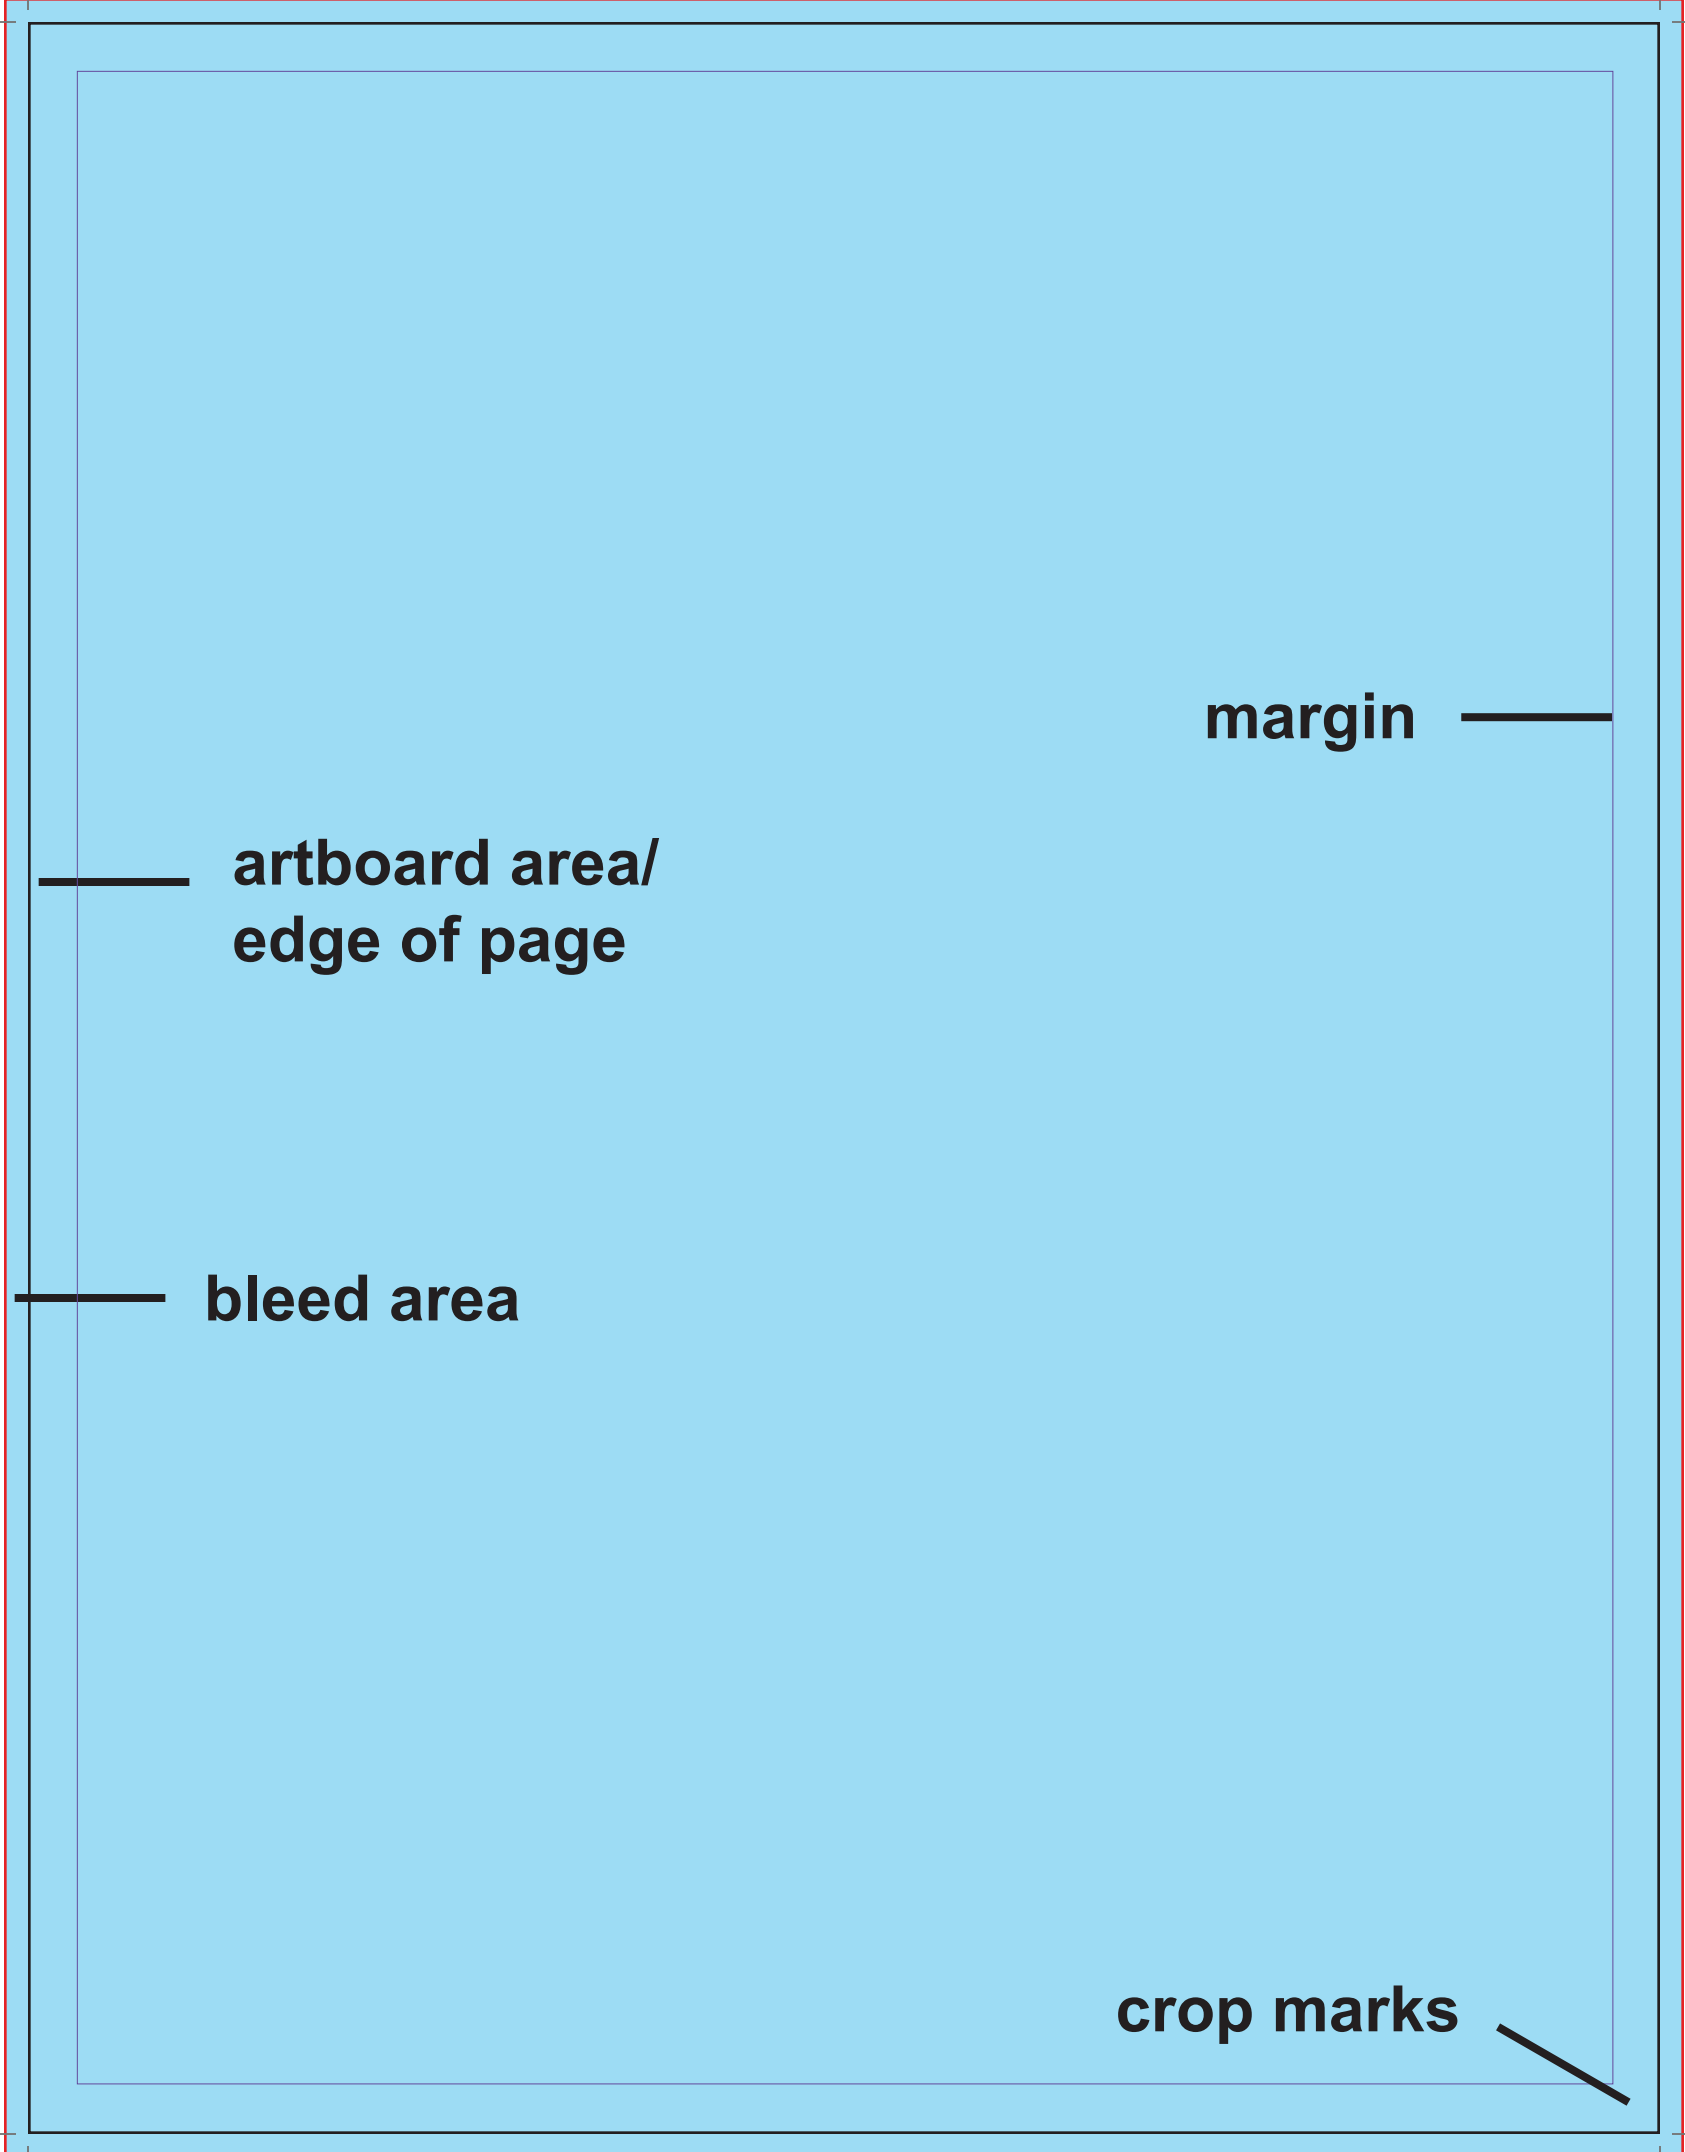 margin
artboard area/
edge of page
bleed area
crop marks